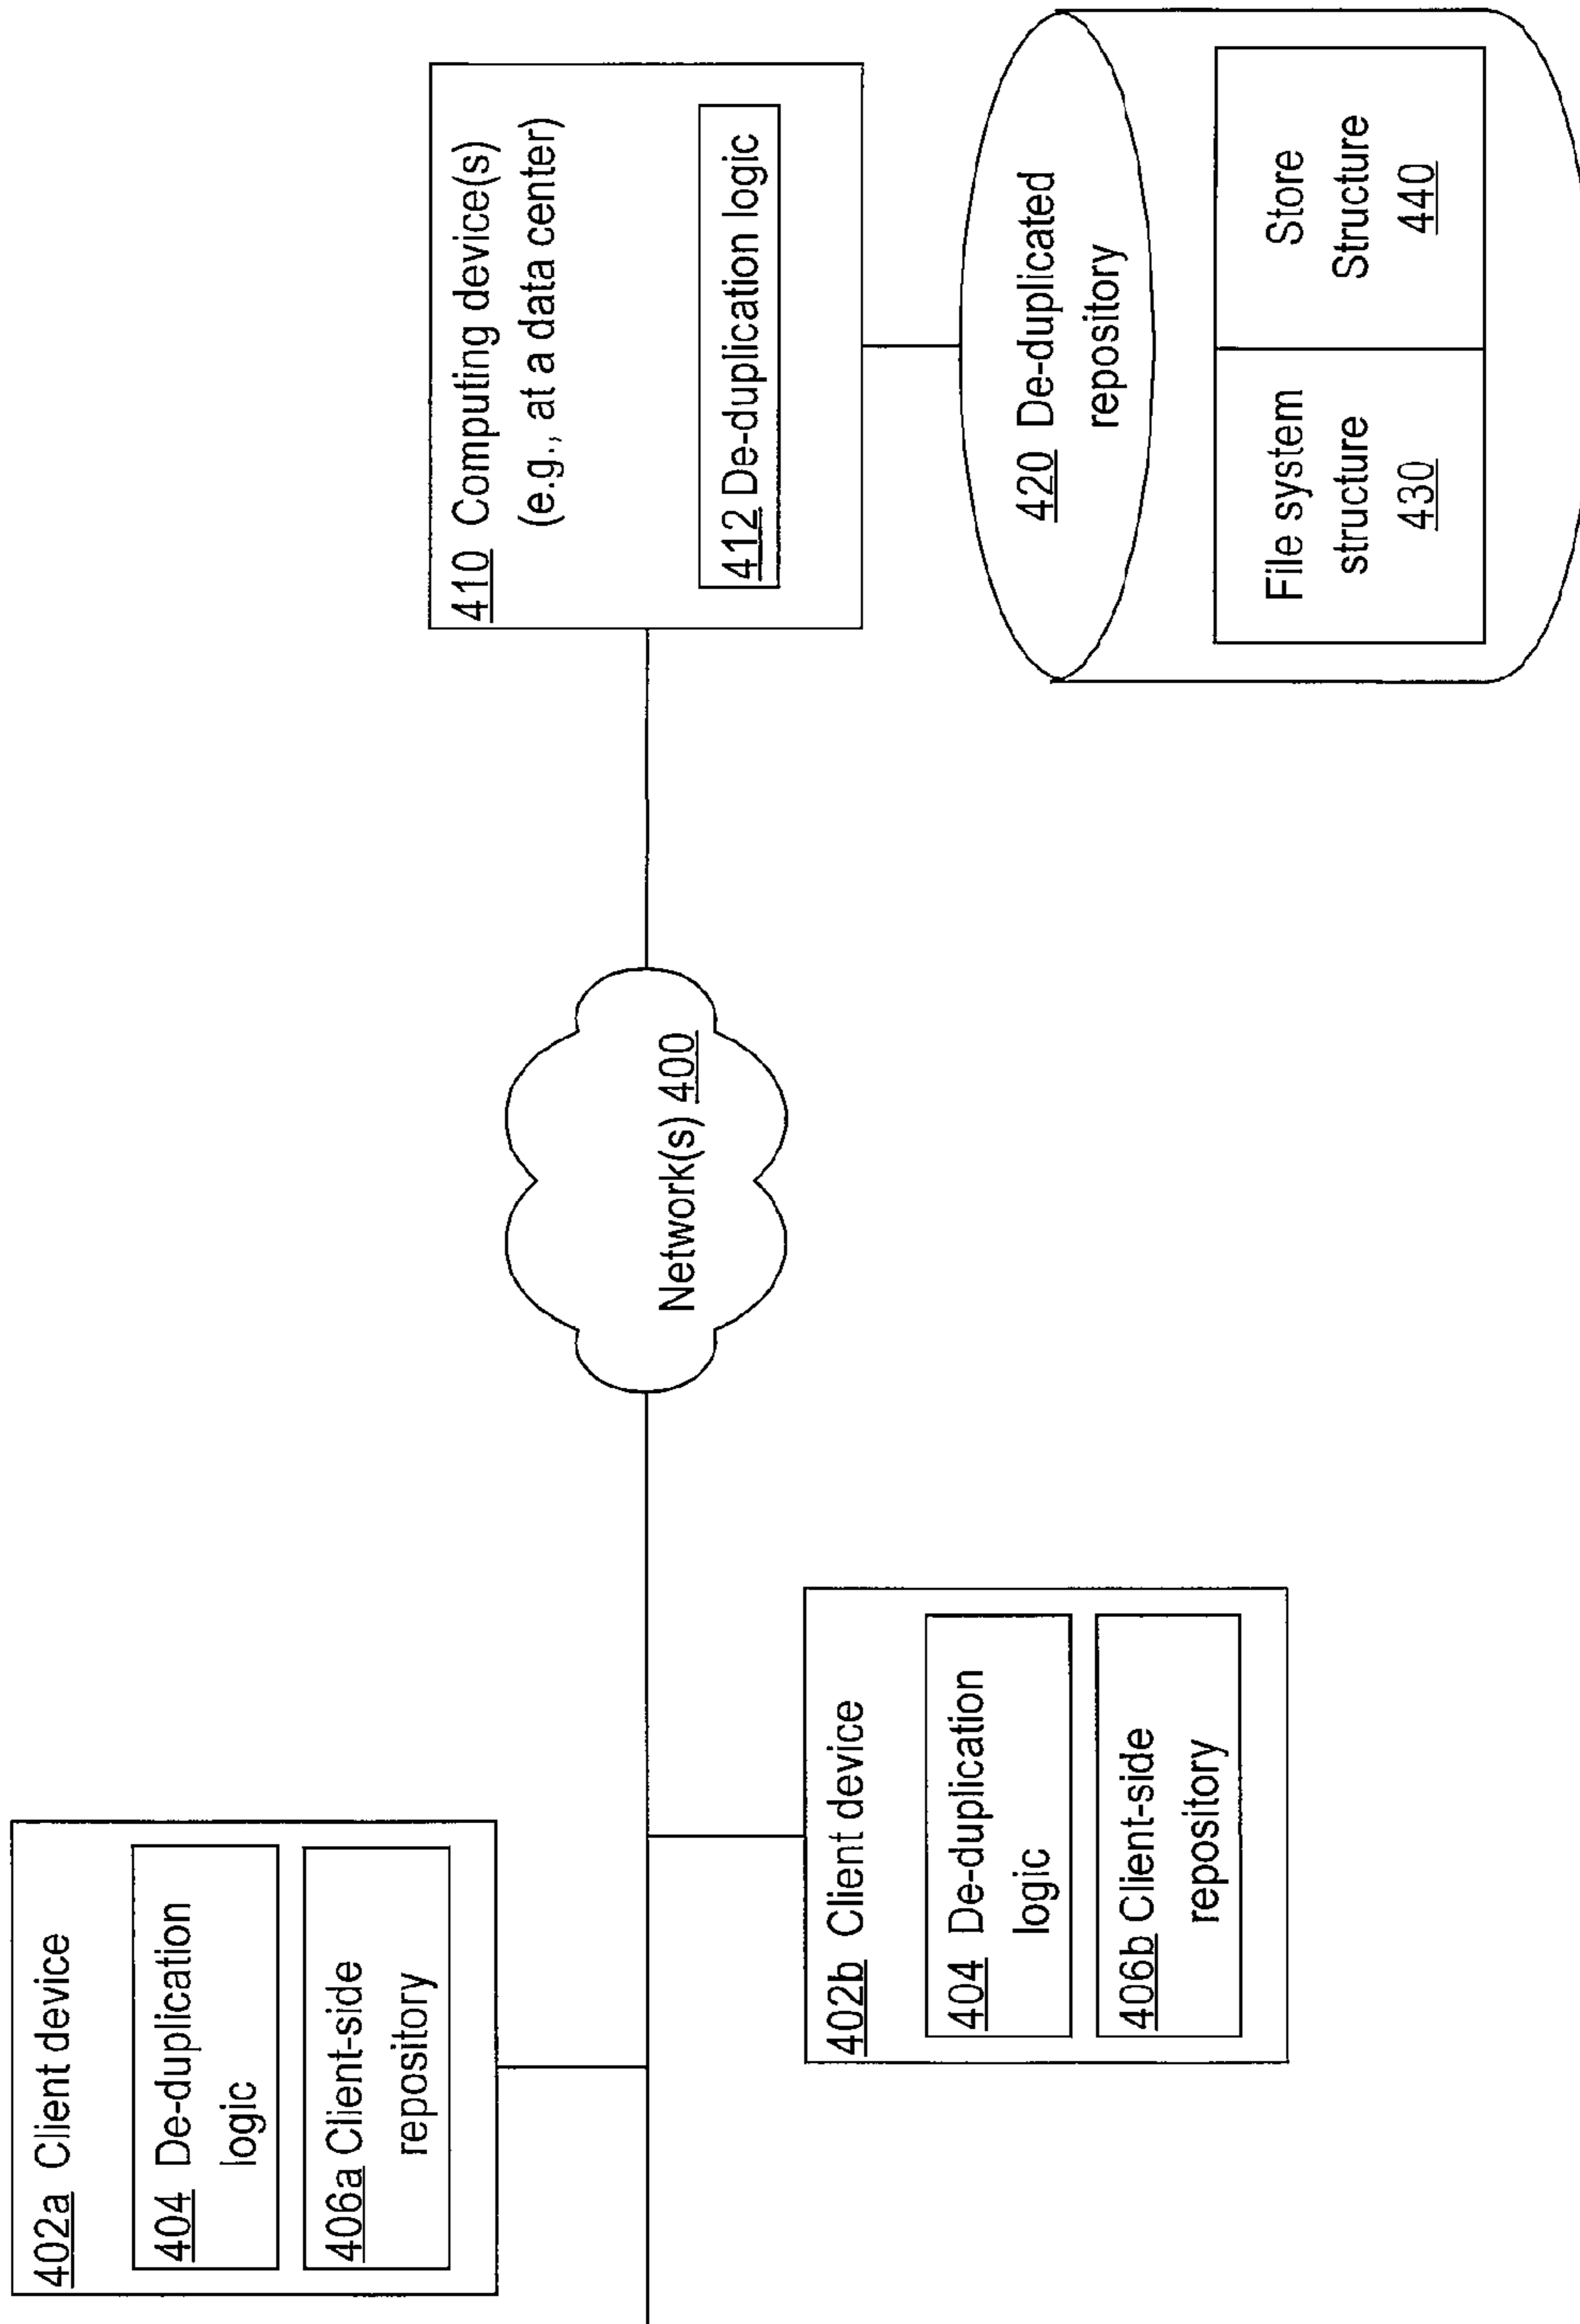 402a Client device
404 De-duplication
logic
406a Client-side
repository
402b Client device
404 De-duplication
logic
406b Client-side
repository
Network(s) 400
410 Computing device(s)
(e.g., at a data center)
412 De-duplication logic
420 De-duplicated
repository
File system
structure
430
Store
Structure
440